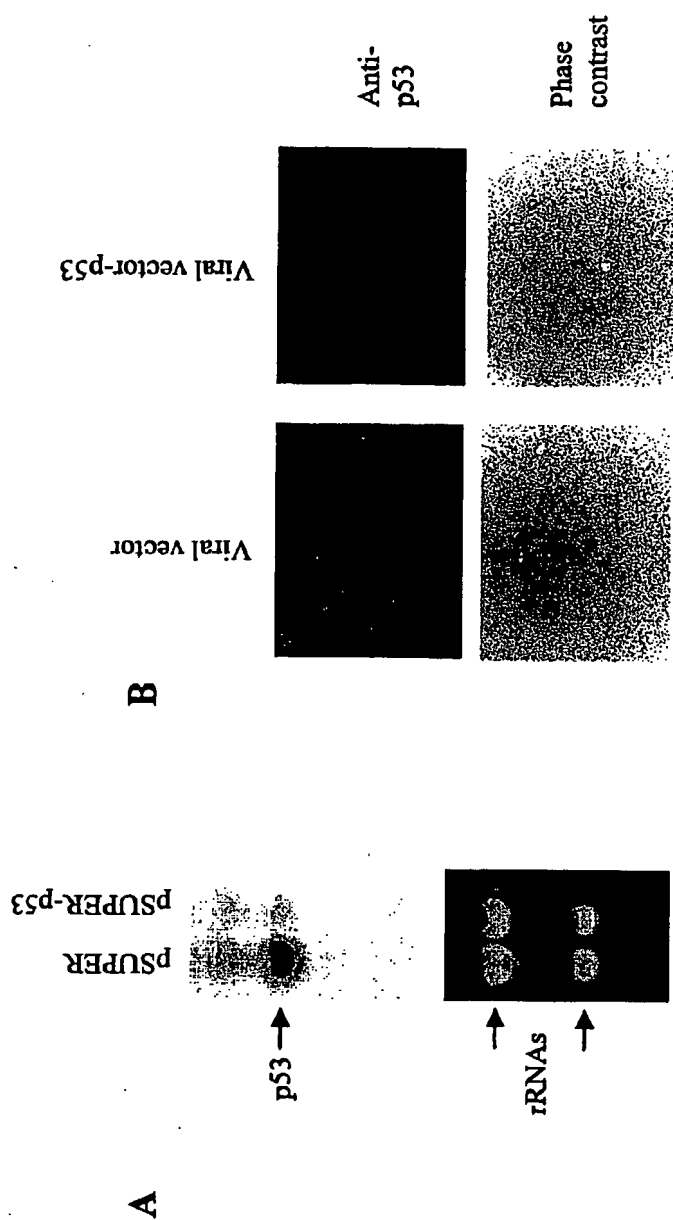 A
pSUPER
pSUPER-p53
p53
rRNAs
B
Viral vector
Viral vector-p53
Anti-
p53
Phase
contrast